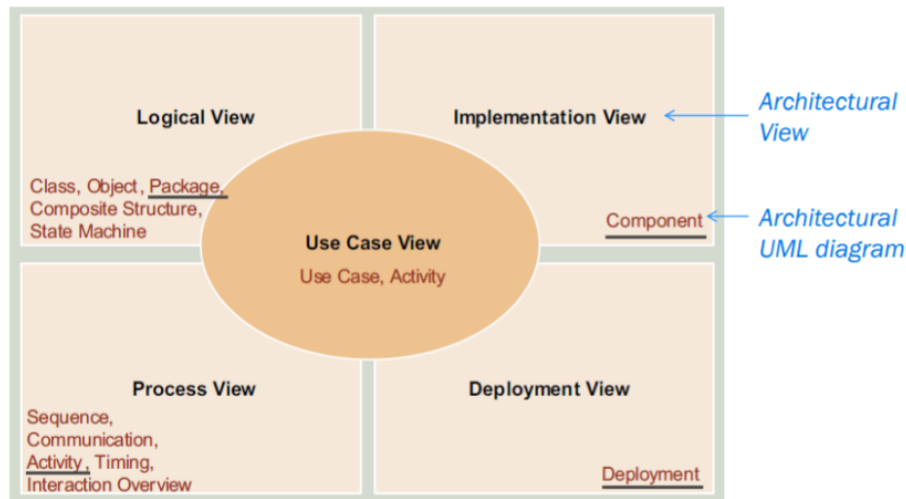 Logical View
Class, Object, Package,
Composite Structure,
State Machine
Implementation View
Component
Architectural
View
Architectural
UML diagram
Use Case View
Use Case, Activity
Process View
Sequence,
Communication,
Activity, Timing,
Interaction Overview
Deployment View
Deployment